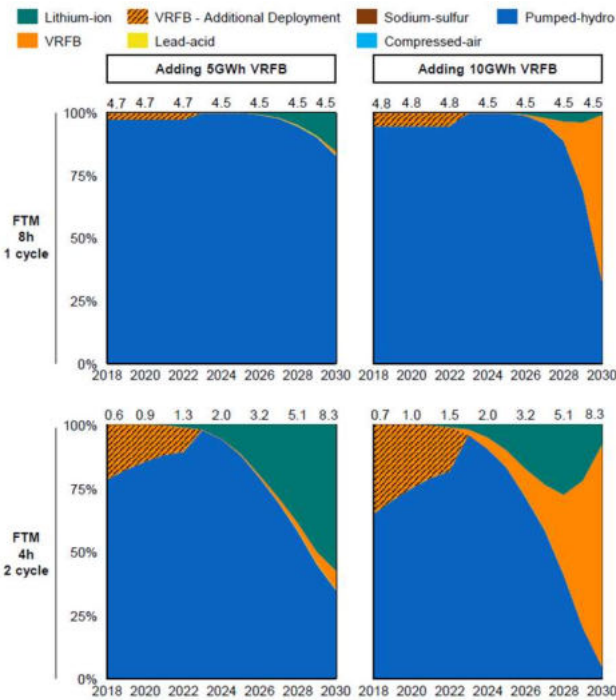 Lithium-ion VRFB - Additional Deployment Sodium-sulfur Pumped-hydro
VRFB Lead-acid Compressed-air
Adding 5GWh VRFB Adding 10GWh VRFB
4.7 4.7 4.7 4.5 4.5 4.5 4.5 4.8 4.8 4.8 4.5 4.5 4.5 4.5
100%
75%
FTM
8h
1 cycle
50%
25%
0%
2018 2020 2022 2024 2026 2028 2030 2018 2020 2022 2024 2026 2028 2030
0.6 0.9 1.3 2.0 3.2 5.1 8.3 0.7 1.0 1.5 2.0 3.2 5.1 8.3
100%
75%
FTM
4h
2 cycle
50%
25%
0%
2018 2020 2022 2024 2026 2028 2030 2018 2020 2022 2024 2026 2028 2030